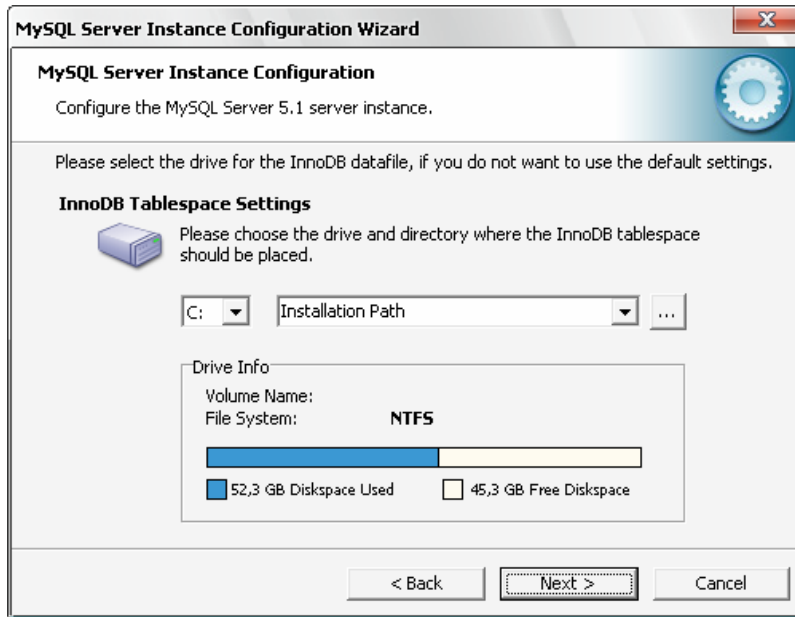 MySQL Server Instance Configuration Wizard
MySQL Server Instance Configuration
Configure the MySQL Server 5.1 server instance.
Please select the drive for the InnoDB datafile, if you do not want to use the default settings.
InnoDB Tablespace Settings
Please choose the drive and directory where the InnoDB tablespace
should be placed.
C: Installation Path ...
Drive Info
Volume Name:
File System: NTFS
52,3 GB Diskspace Used 45,3 GB Free Diskspace
< Back Next > Cancel